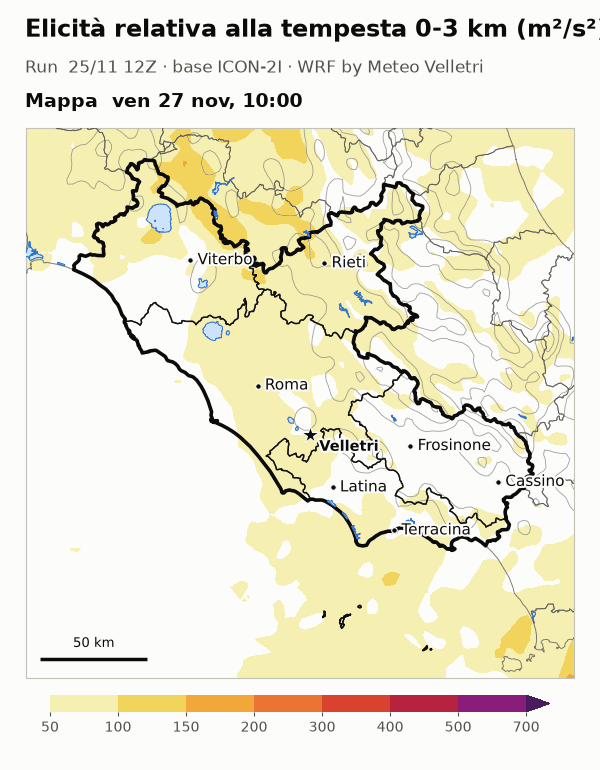 Elicità relativa alla tempesta 0-3 km (m²/s²)
Run 25/11 12Z · base ICON-2I · WRF by Meteo Velletri
Mappa ven 27 nov, 10:00
Viterbo
Rieti
Roma
Velletri
Frosinone
Latina
Cassino
Terracina
50 km
50 100 150 200 300 400 500 700